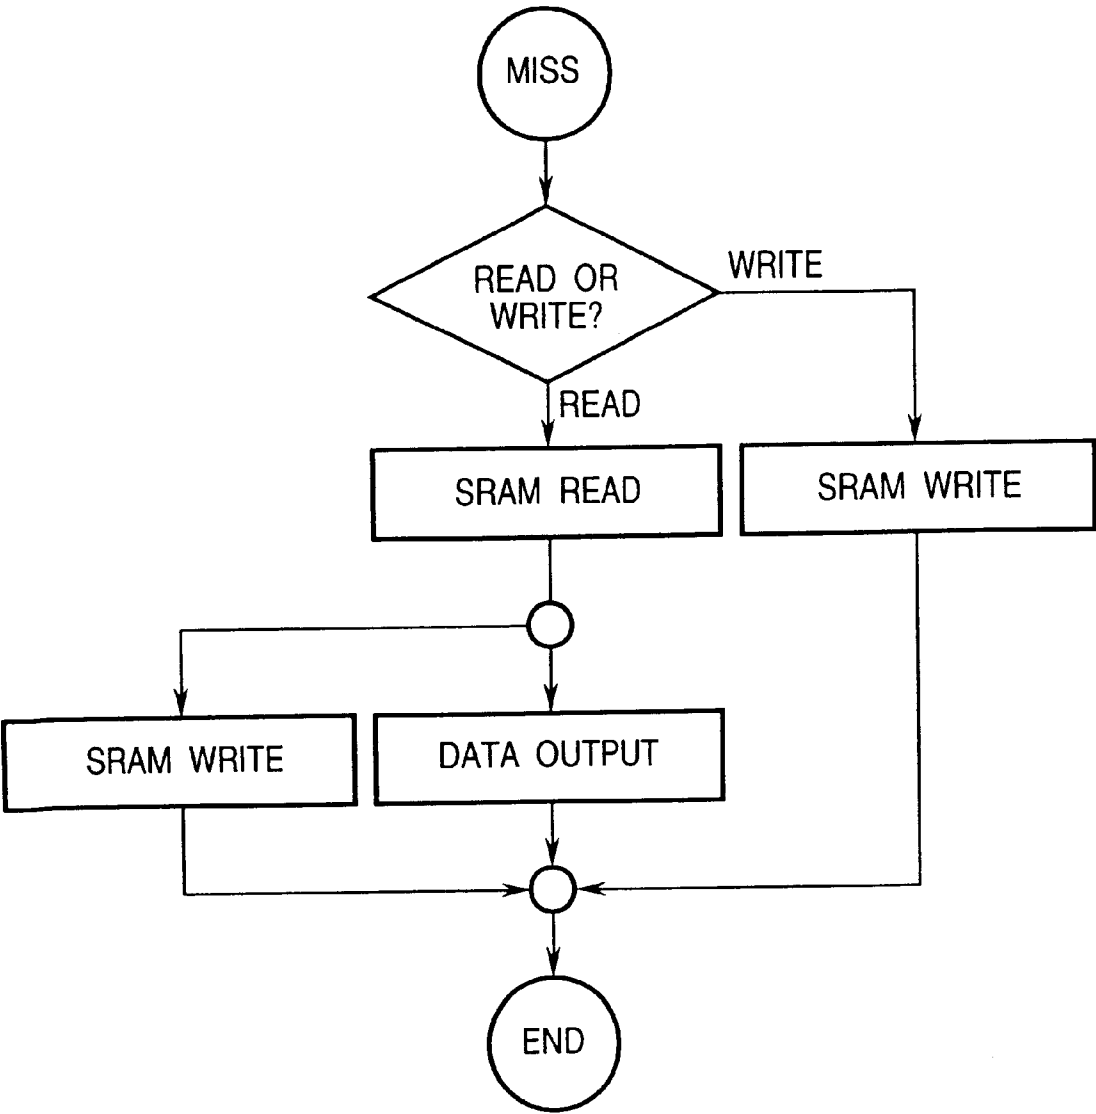 MISS
READ OR
WRITE?
WRITE
READ
SRAM READ
SRAM WRITE
SRAM WRITE
DATA OUTPUT
END